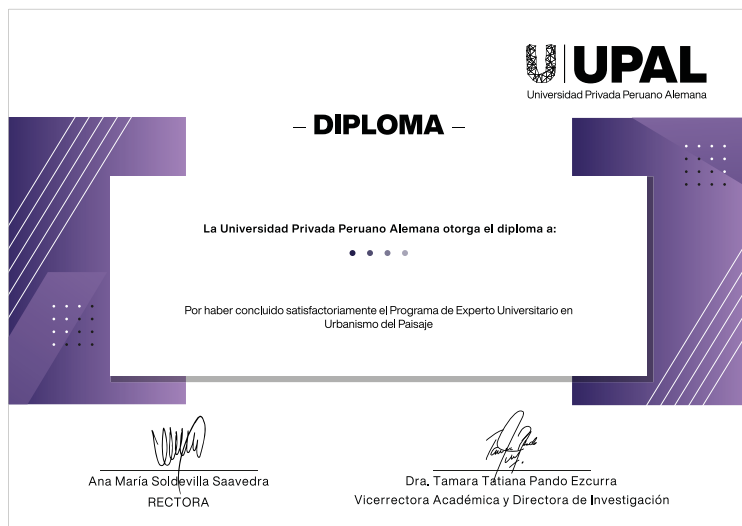 UPAL
Universidad Privada Peruano Alemana
– DIPLOMA –
La Universidad Privada Peruano Alemana otorga el diploma a:
Por haber concluido satisfactoriamente el Programa de Experto Universitario en
Urbanismo del Paisaje
Ana María Soldevilla Saavedra
RECTORA
Dra. Tamara Tatiana Pando Ezcurra
Vicerrectora Académica y Directora de Investigación